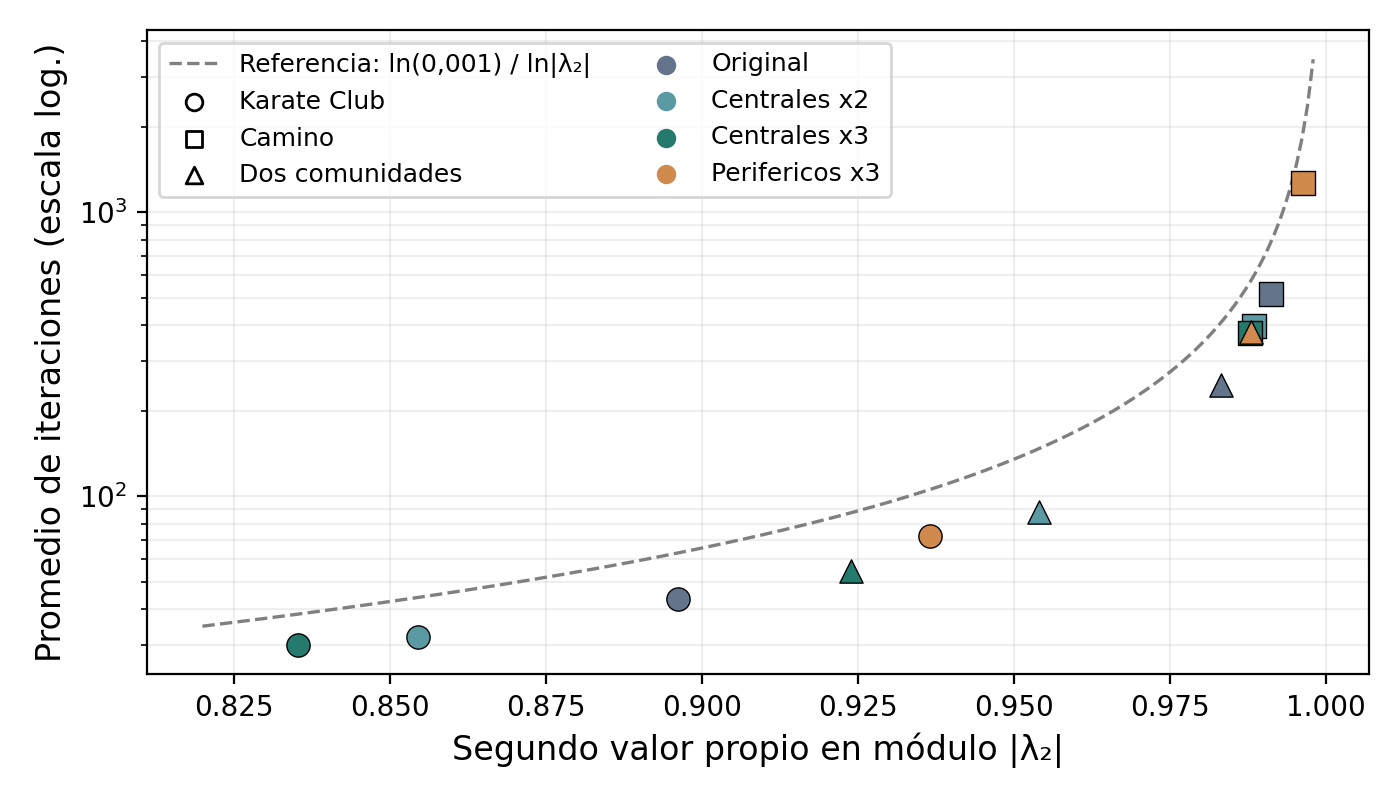 Promedio de iteraciones (escala log.)
10³
10²
Referencia: ln(0,001) / ln|λ₂|
Karate Club
Camino
Dos comunidades
Original
Centrales x2
Centrales x3
Perifericos x3
0.825 0.850 0.875 0.900 0.925 0.950 0.975 1.000
Segundo valor propio en módulo |λ₂|